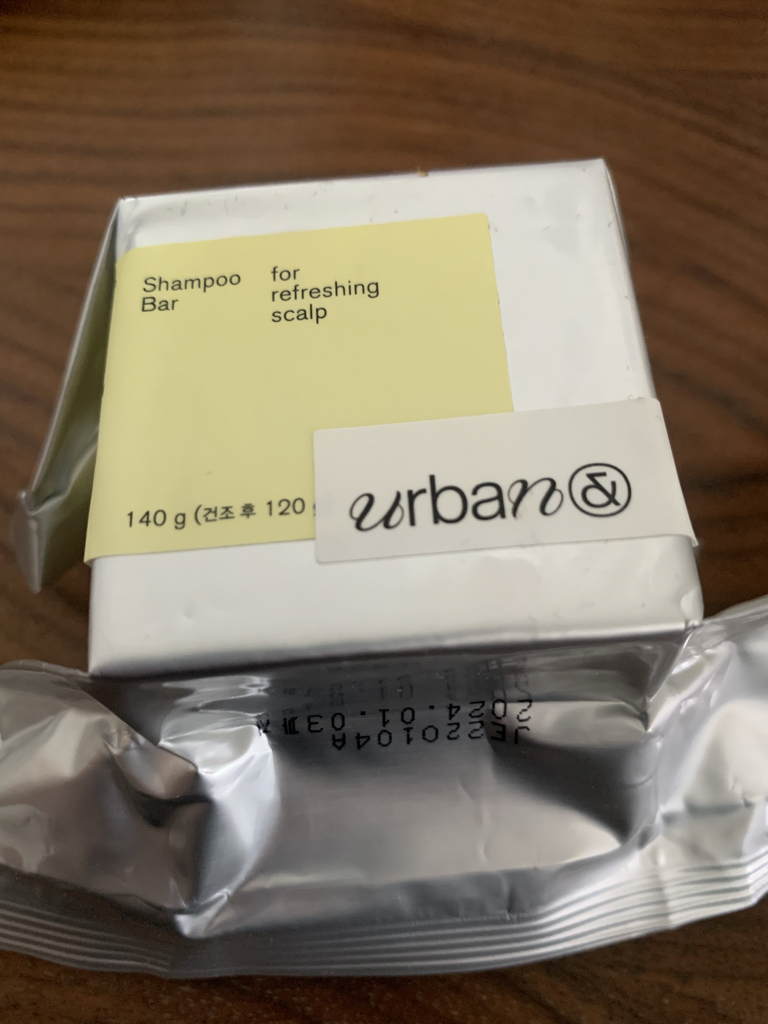 Shampoo
Bar
for
refreshing
scalp
140 g (건조 후 120
urban&
JE220104A
2024.01.03까지